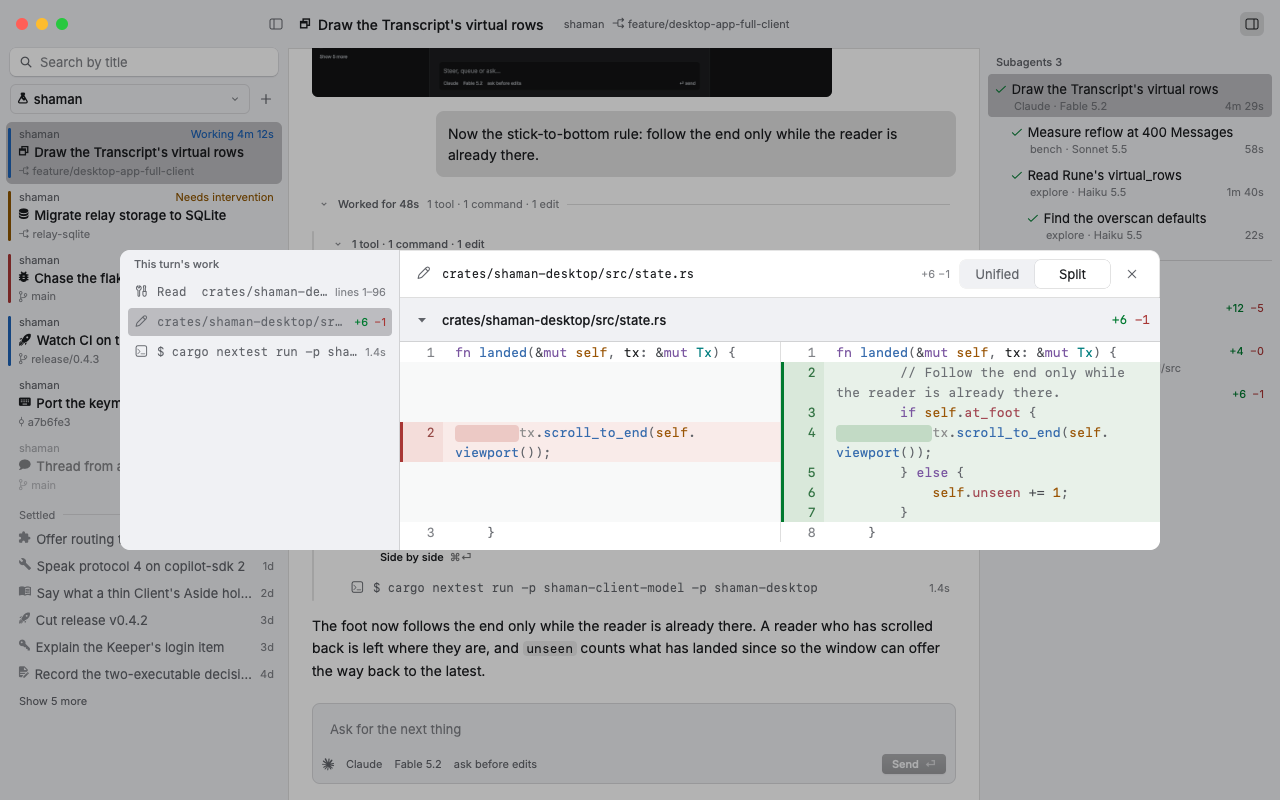 Draw the Transcript's virtual rows
shaman
feature/desktop-app-full-client
Search by title
shaman
shaman
Working 4m 12s
Draw the Transcript's virtual rows
feature/desktop-app-full-client
shaman
Needs intervention
Migrate relay storage to SQLite
relay-sqlite
shaman
Chase the flak
main
shaman
Watch CI on t
release/0.4.3
shaman
Port the keym
a7b6fe3
shaman
Thread from a
main
Settled
Offer routing t
Speak protocol 4 on copilot-sdk 2 1d
Say what a thin Client's Aside hol... 2d
Cut release v0.4.2 3d
Explain the Keeper's login item 3d
Record the two-executable decisi... 4d
Show 5 more
Show 5 more
Steer, queue or ask...
Claude Fable 5.2 ask before edits
send
Now the stick-to-bottom rule: follow the end only while the reader is
already there.
Worked for 48s 1 tool · 1 command · 1 edit
1 tool · 1 command · 1 edit
This turn's work
Read crates/shaman-de... lines 1–96
crates/shaman-desktop/sr... +6 −1
$ cargo nextest run -p sha... 1.4s
crates/shaman-desktop/src/state.rs
+6 −1
Unified
Split
crates/shaman-desktop/src/state.rs
+6 −1
1 fn landed(&mut self, tx: &mut Tx) {
2 tx.scroll_to_end(self.
viewport());
3 }
1 fn landed(&mut self, tx: &mut Tx) {
2 // Follow the end only while
the reader is already there.
3 if self.at_foot {
4 tx.scroll_to_end(self.
viewport());
5 } else {
6 self.unseen += 1;
7 }
8 }
Side by side ⌘⏎
$ cargo nextest run -p shaman-client-model -p shaman-desktop 1.4s
The foot now follows the end only while the reader is already there. A reader who has scrolled
back is left where they are, and unseen counts what has landed since so the window can offer
the way back to the latest.
Ask for the next thing
Claude Fable 5.2 ask before edits
Send ⏎
Subagents 3
Draw the Transcript's virtual rows
Claude · Fable 5.2 4m 29s
Measure reflow at 400 Messages
bench · Sonnet 5.5 58s
Read Rune's virtual_rows
explore · Haiku 5.5 1m 40s
Find the overscan defaults
explore · Haiku 5.5 22s
+12 −5
+4 −0
/src
+6 −1